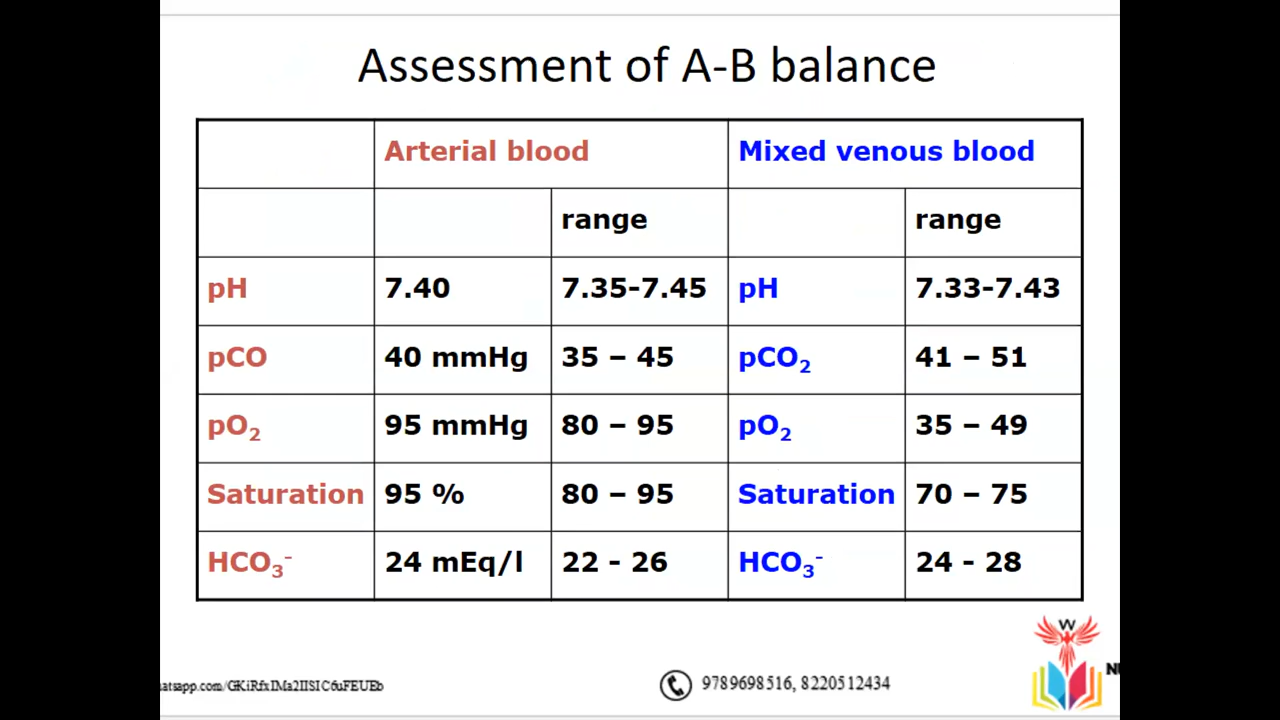 Assessment of A-B balance
Arterial blood Mixed venous blood
range range
pH 7.40 7.35-7.45 pH 7.33-7.43
pCO 40 mmHg 35 – 45 pCO₂ 41 – 51
pO₂ 95 mmHg 80 – 95 pO₂ 35 – 49
Saturation 95 % 80 – 95 Saturation 70 – 75
HCO₃⁻ 24 mEq/l 22 - 26 HCO₃⁻ 24 - 28
W
9789698516, 8220512434